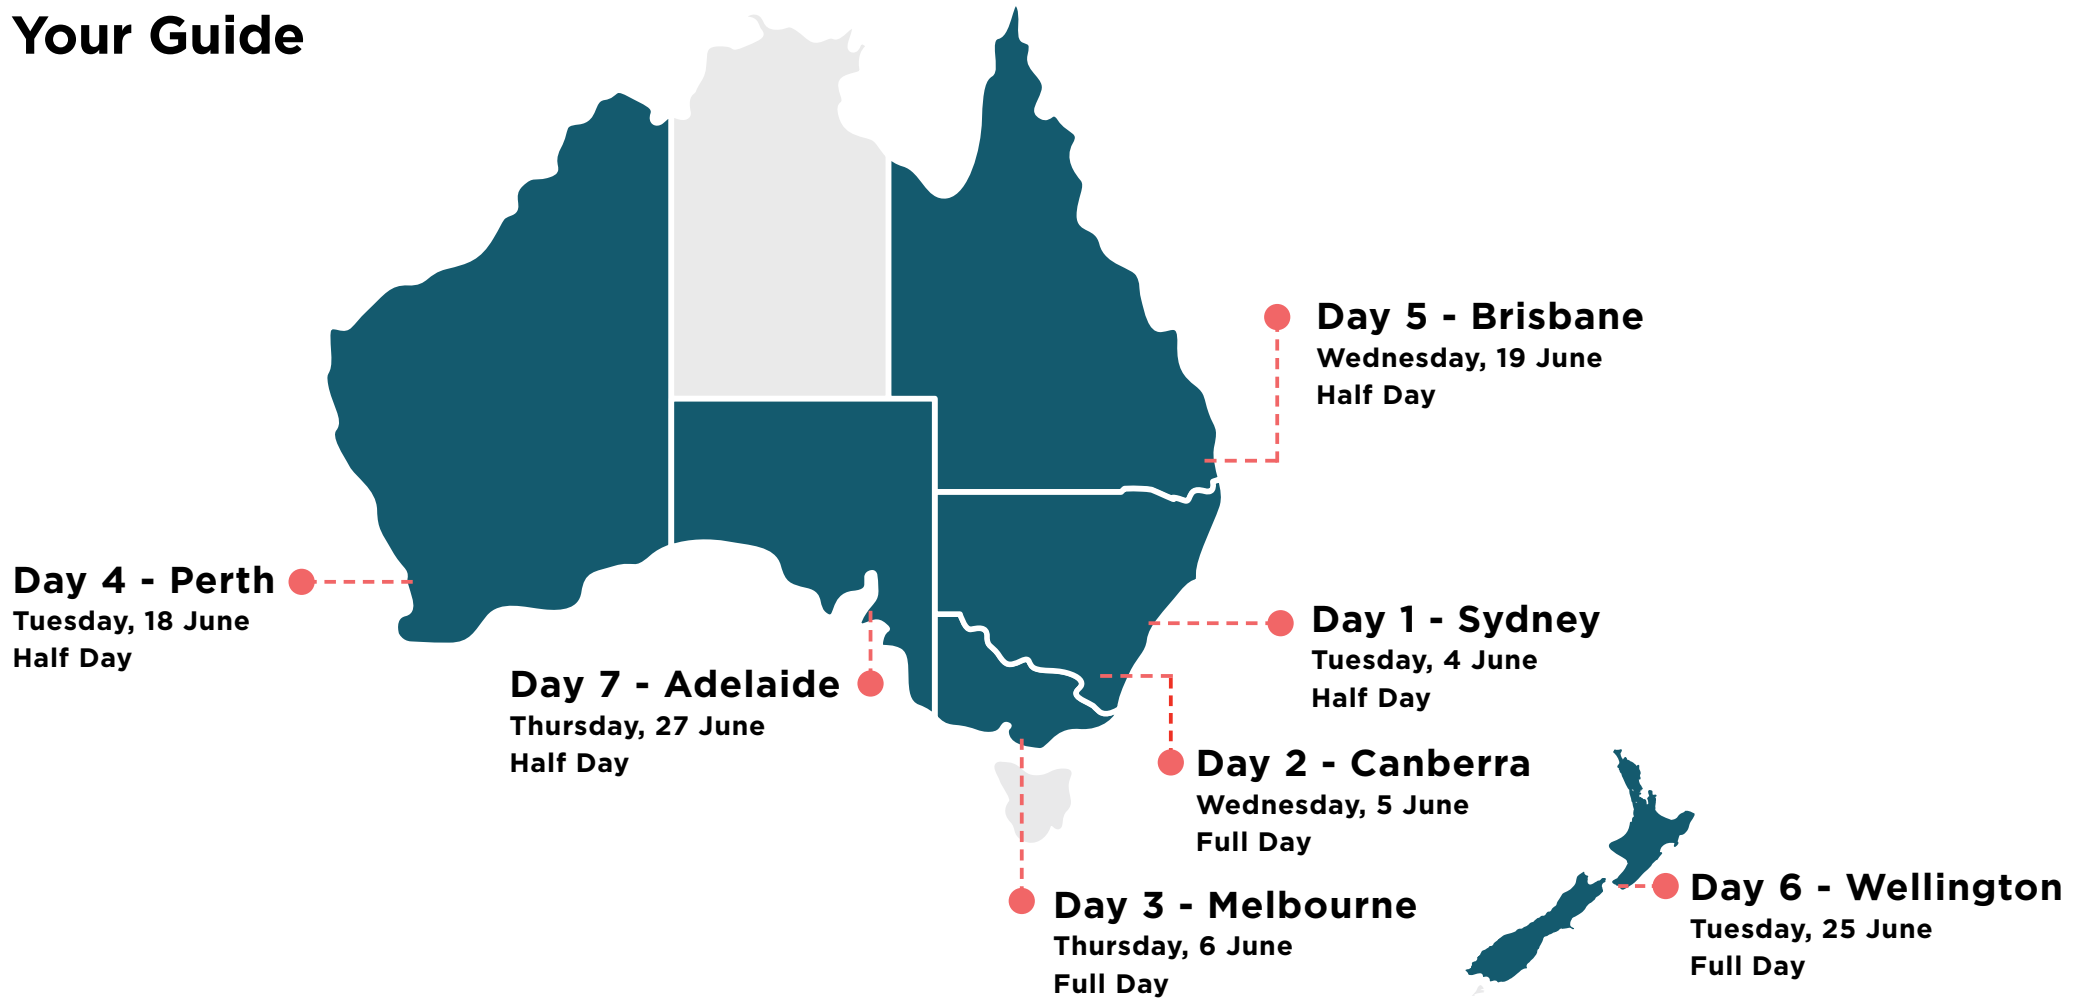 Your Guide
Day 5 - Brisbane
Wednesday, 19 June
Half Day
Day 4 - Perth
Tuesday, 18 June
Half Day
Day 1 - Sydney
Tuesday, 4 June
Half Day
Day 7 - Adelaide
Thursday, 27 June
Half Day
Day 2 - Canberra
Wednesday, 5 June
Full Day
Day 3 - Melbourne
Thursday, 6 June
Full Day
Day 6 - Wellington
Tuesday, 25 June
Full Day